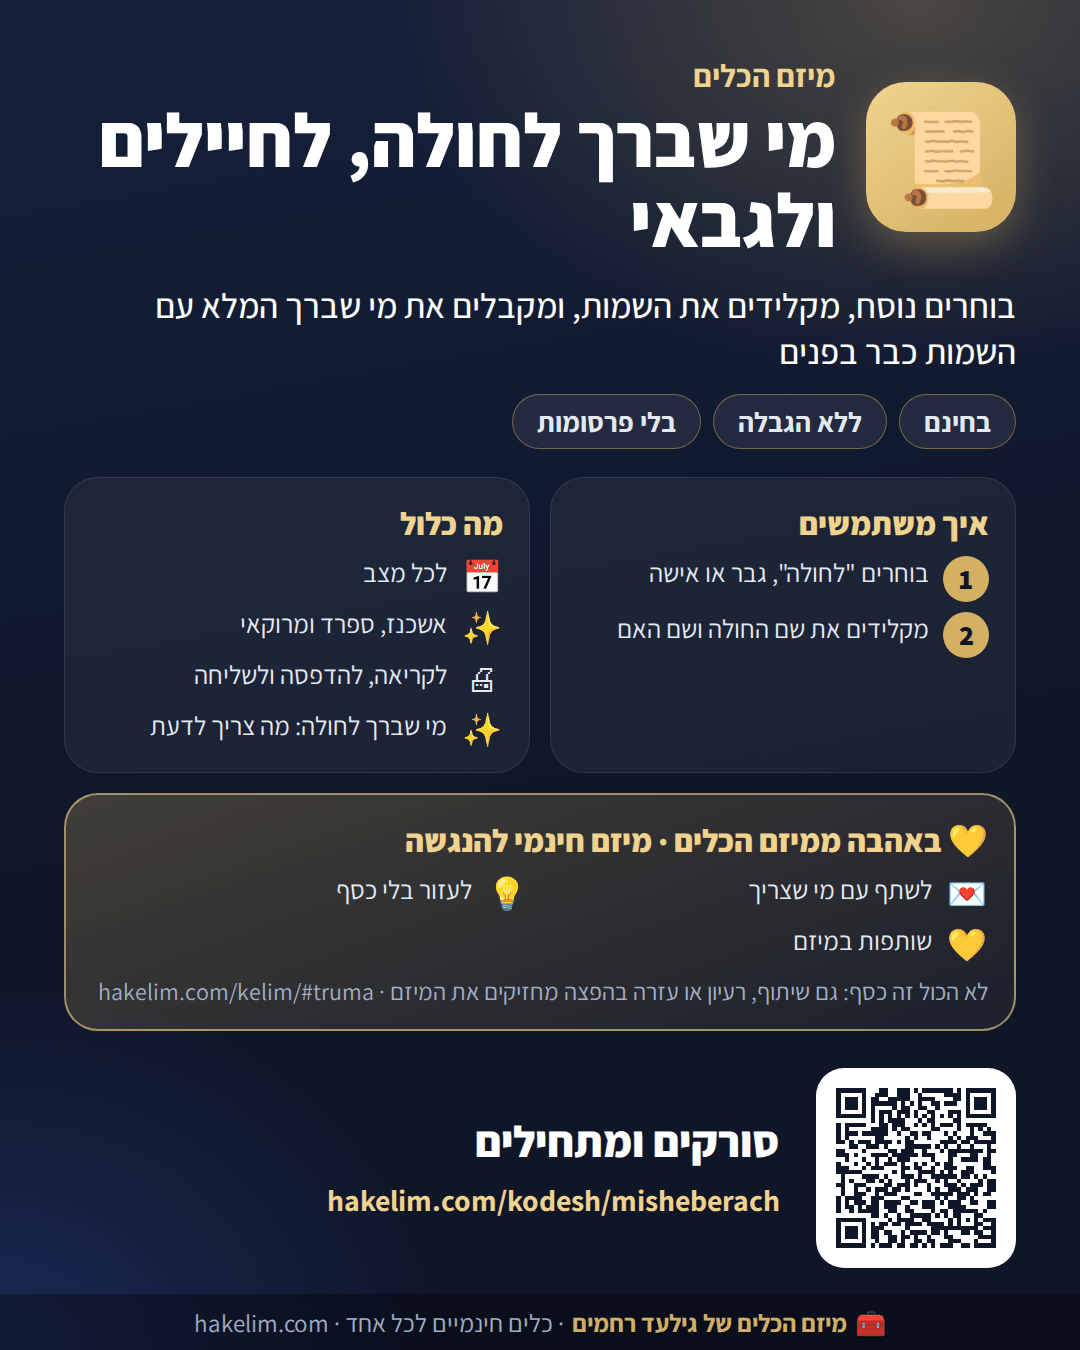 מיזם הכלים
מי שברך לחולה, לחיילים
ולגבאי
בוחרים נוסח, מקלידים את השמות, ומקבלים את מי שברך המלא עם
השמות כבר בפנים
בחינם
ללא הגבלה
בלי פרסומות
איך משתמשים
1 בוחרים "לחולה", גבר או אישה
2 מקלידים את שם החולה ושם האם
מה כלול
July 17 לכל מצב
אשכנז, ספרד ומרוקאי
לקריאה, להדפסה ולשליחה
מי שברך לחולה: מה צריך לדעת
באהבה ממיזם הכלים · מיזם חינמי להנגשה
לשתף עם מי שצריך
לעזור בלי כסף
שותפות במיזם
לא הכול זה כסף: גם שיתוף, רעיון או עזרה בהפצה מחזיקים את המיזם · hakelim.com/kelim/#truma
סורקים ומתחילים
hakelim.com/kodesh/misheberach
מיזם הכלים של גילעד רחמים · כלים חינמיים לכל אחד · hakelim.com